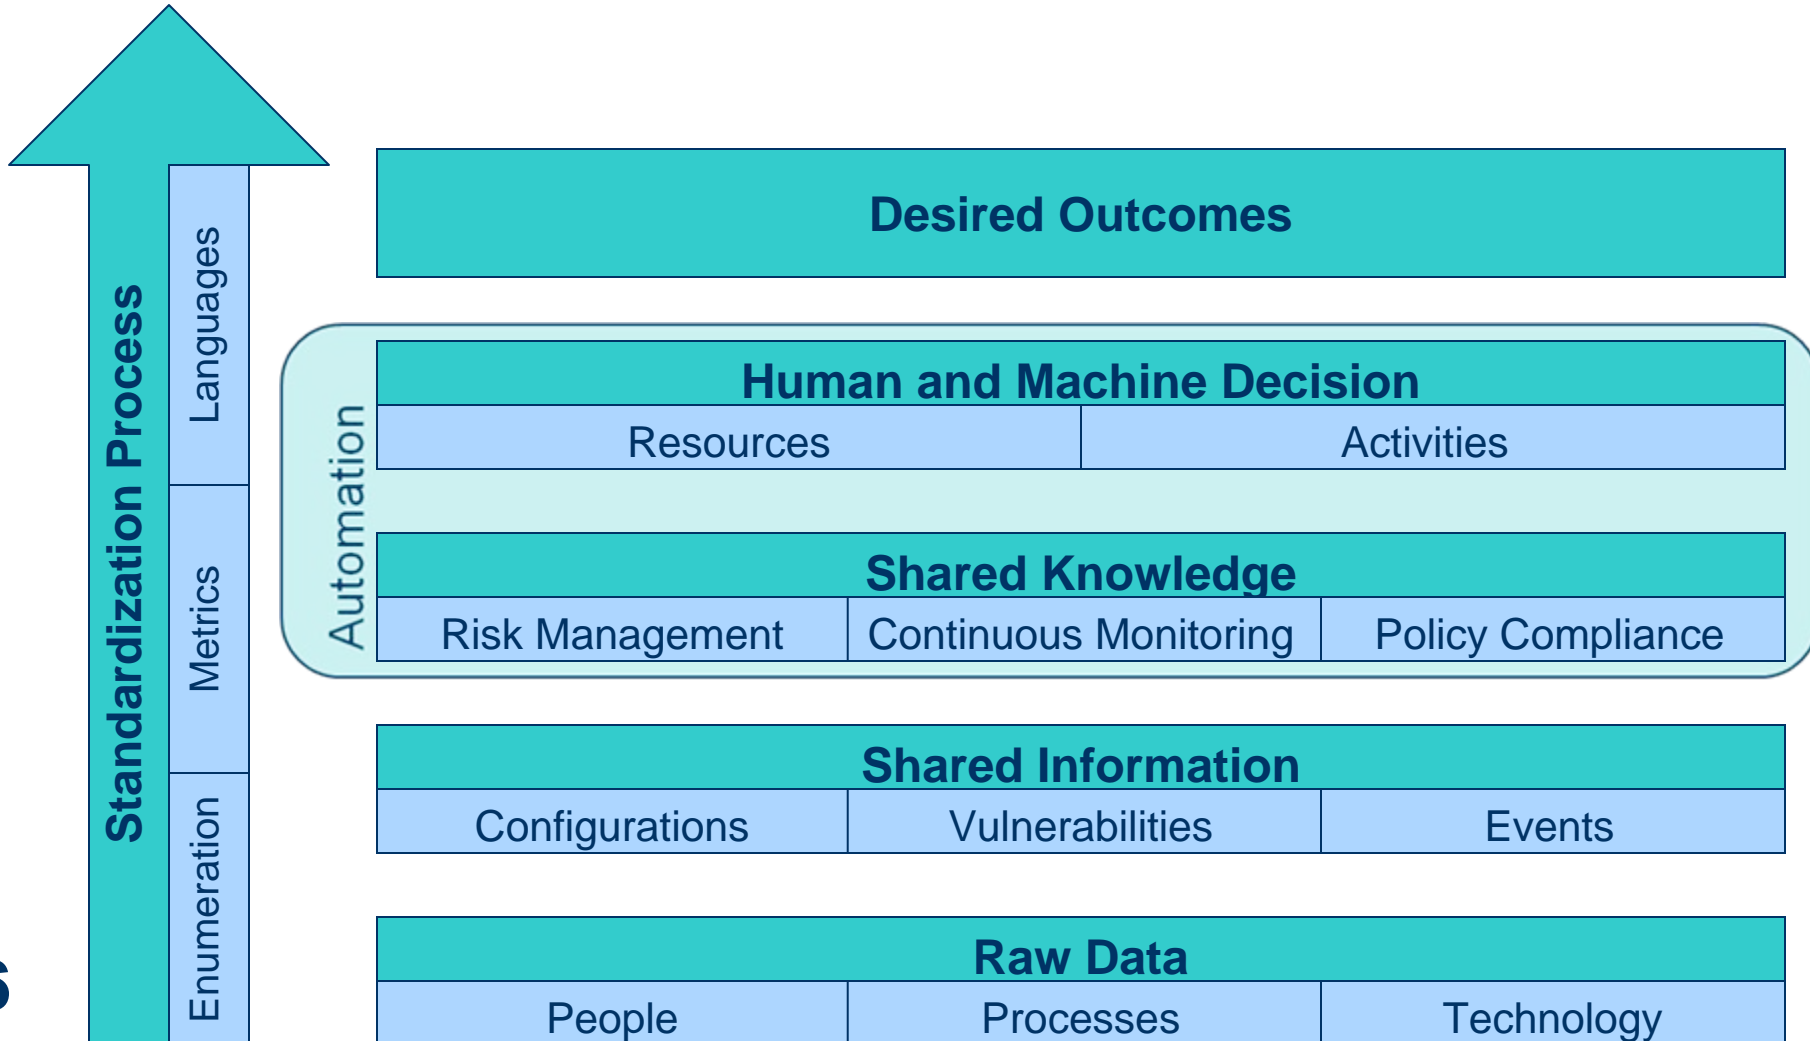 Standardization Process
Languages
Metrics
Enumeration
Desired Outcomes
Automation
Human and Machine Decision
Resources
Activities
Shared Knowledge
Risk Management
Continuous Monitoring
Policy Compliance
Shared Information
Configurations
Vulnerabilities
Events
Raw Data
People
Processes
Technology